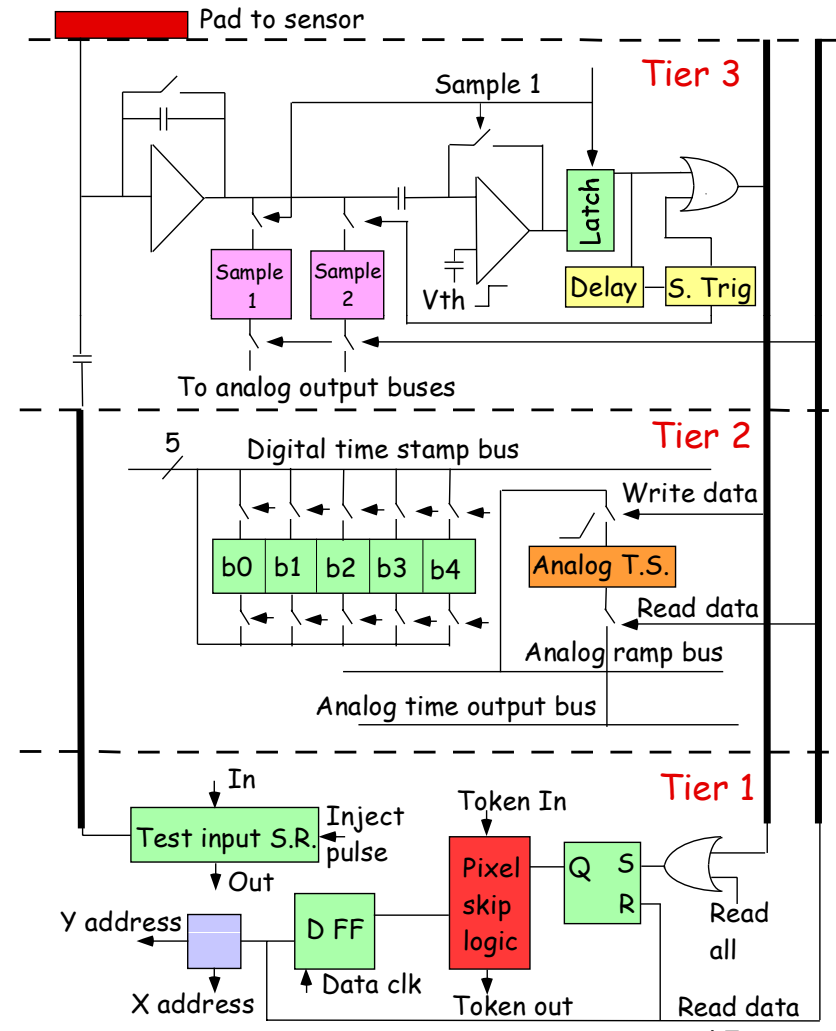 Pad to sensor
Tier 3
Sample 1
Latch
Sample
1
Sample
2
Vth
Delay
S. Trig
To analog output buses
Tier 2
5
Digital time stamp bus
Write data
b0 b1 b2 b3 b4
Analog T.S.
Read data
Analog ramp bus
Analog time output bus
Tier 1
In
Token In
Test input S.R.
Inject
pulse
Out
Pixel
skip
logic
Q S
R
Read
all
Y address
D FF
Data clk
X address
Token out
Read data